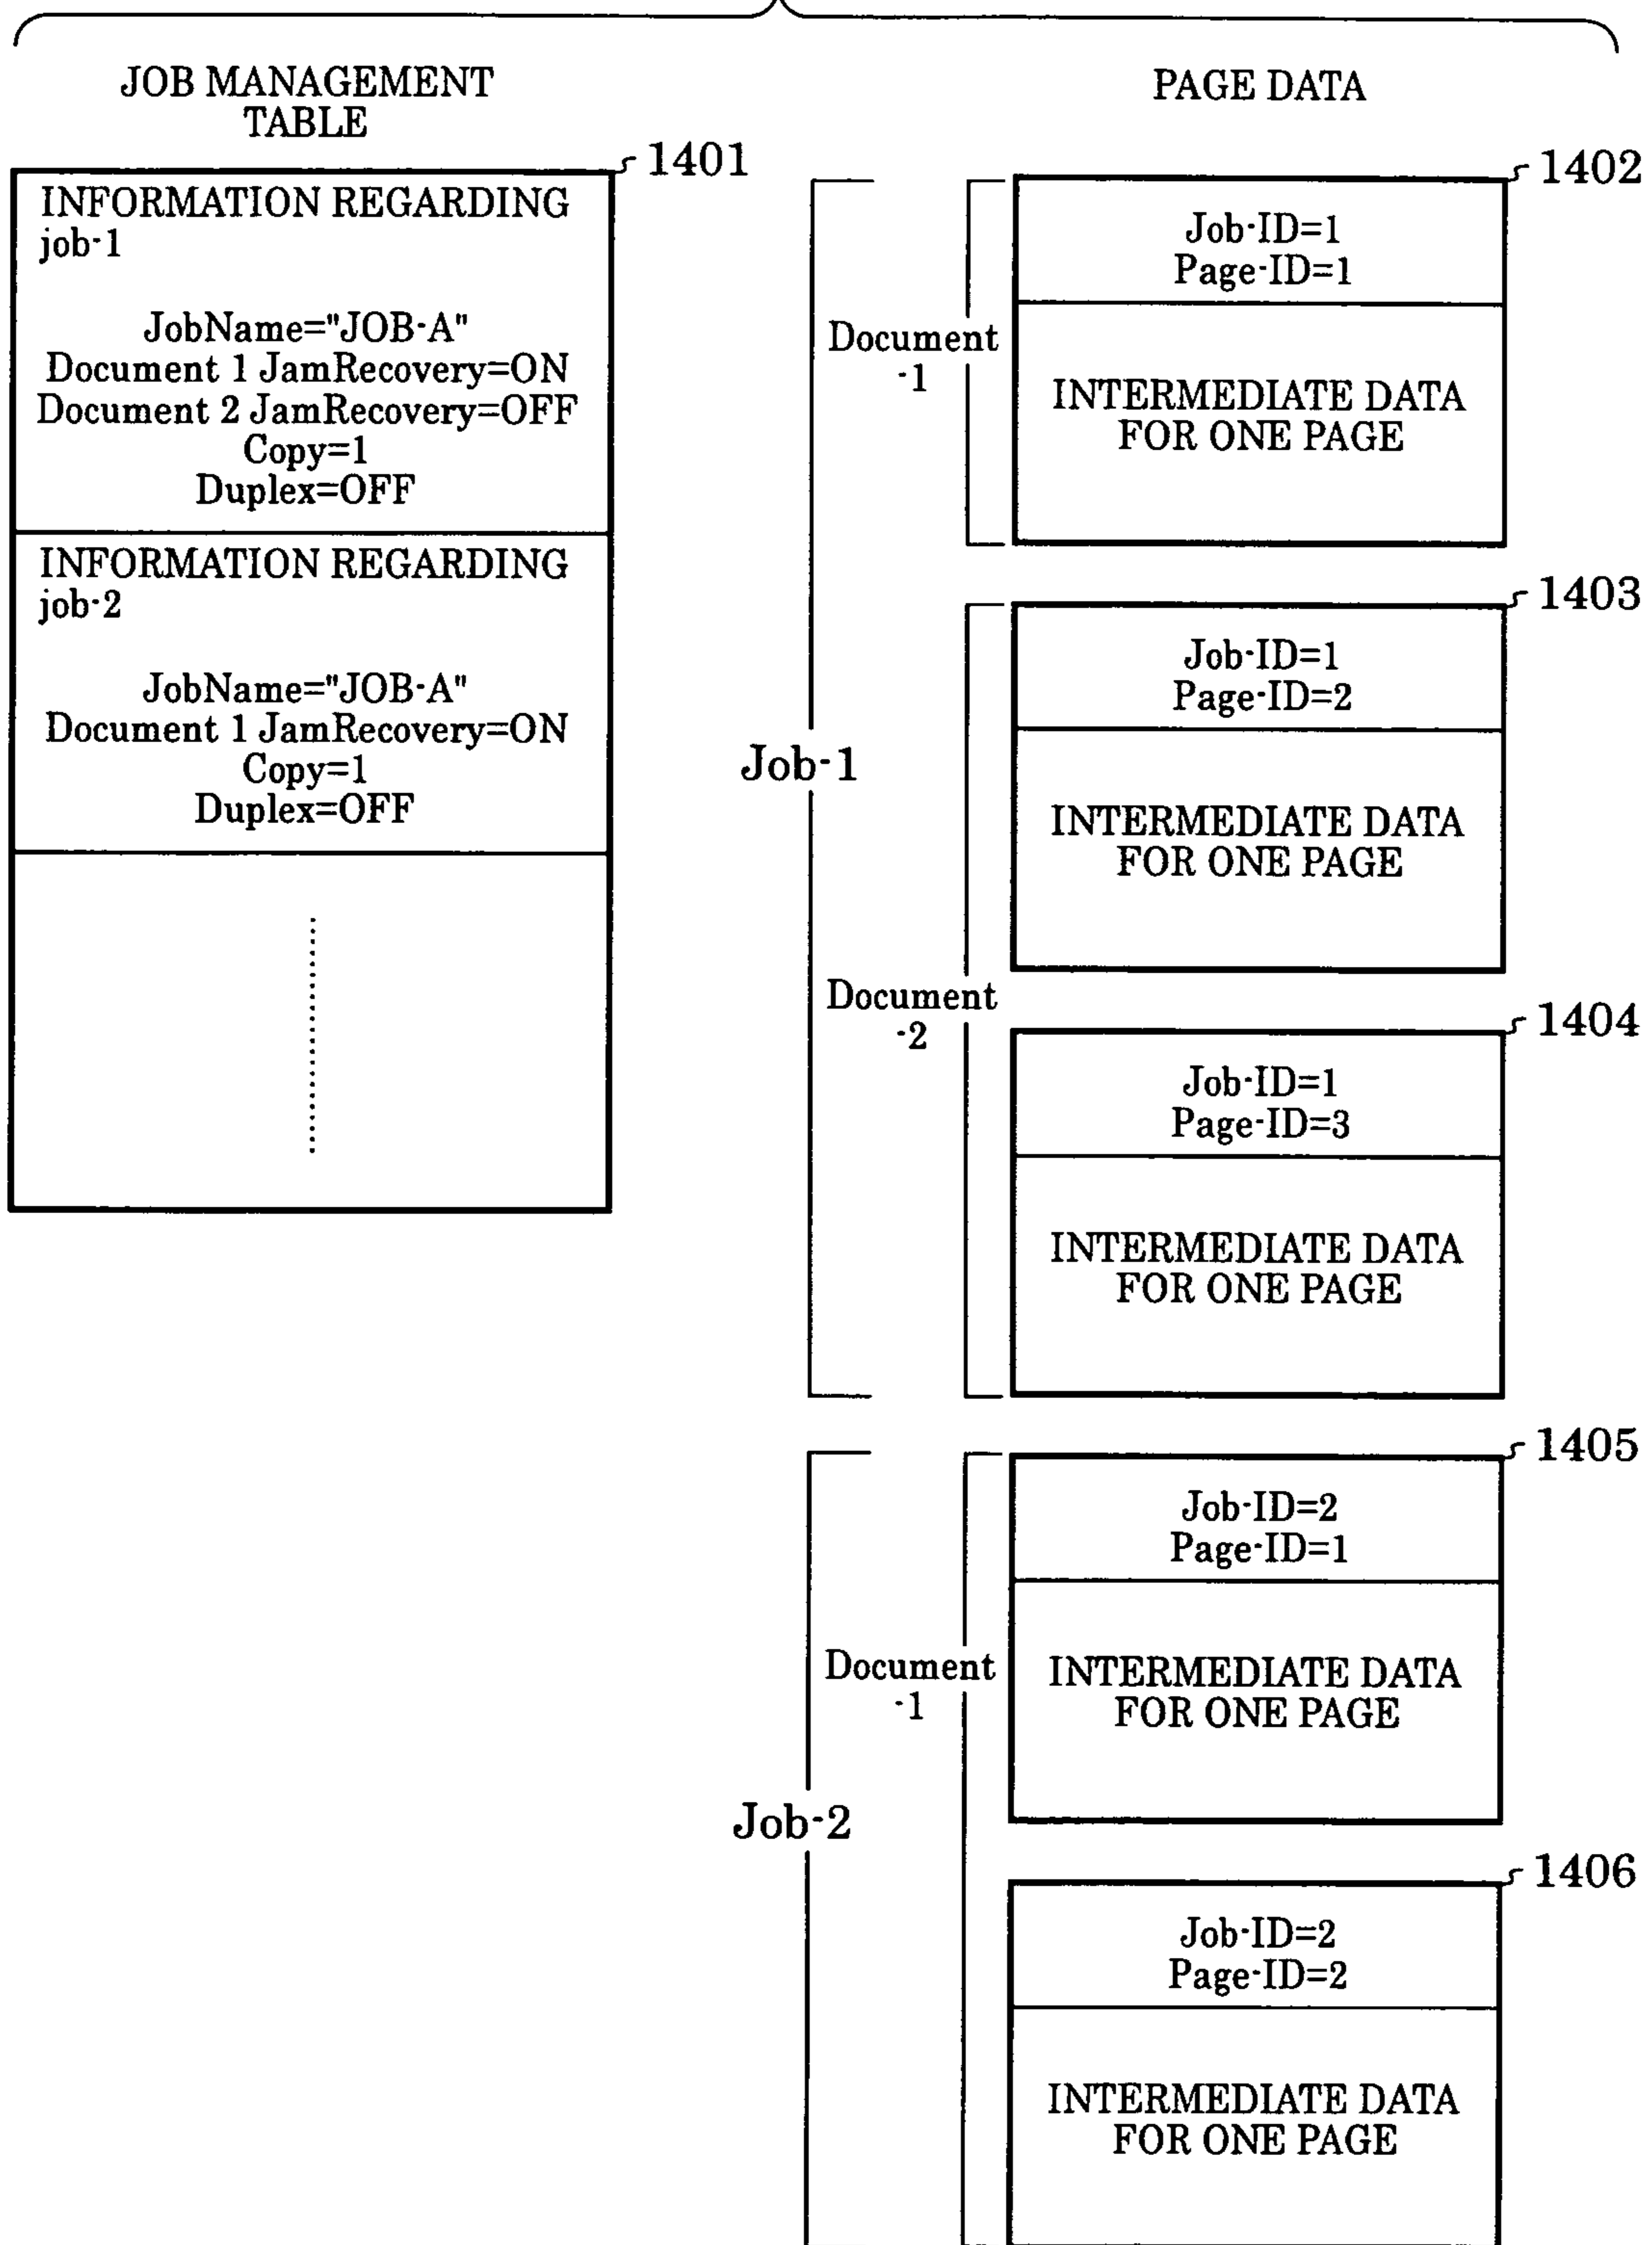 JOB MANAGEMENT
TABLE
1401
INFORMATION REGARDING
job-1
JobName="JOB-A"
Document 1 JamRecovery=ON
Document 2 JamRecovery=OFF
Copy=1
Duplex=OFF
INFORMATION REGARDING
job-2
JobName="JOB-A"
Document 1 JamRecovery=ON
Copy=1
Duplex=OFF
PAGE DATA
Job-1
Document
-1
1402
Job-ID=1
Page-ID=1
INTERMEDIATE DATA
FOR ONE PAGE
Document
-2
1403
Job-ID=1
Page-ID=2
INTERMEDIATE DATA
FOR ONE PAGE
1404
Job-ID=1
Page-ID=3
INTERMEDIATE DATA
FOR ONE PAGE
Job-2
Document
-1
1405
Job-ID=2
Page-ID=1
INTERMEDIATE DATA
FOR ONE PAGE
1406
Job-ID=2
Page-ID=2
INTERMEDIATE DATA
FOR ONE PAGE